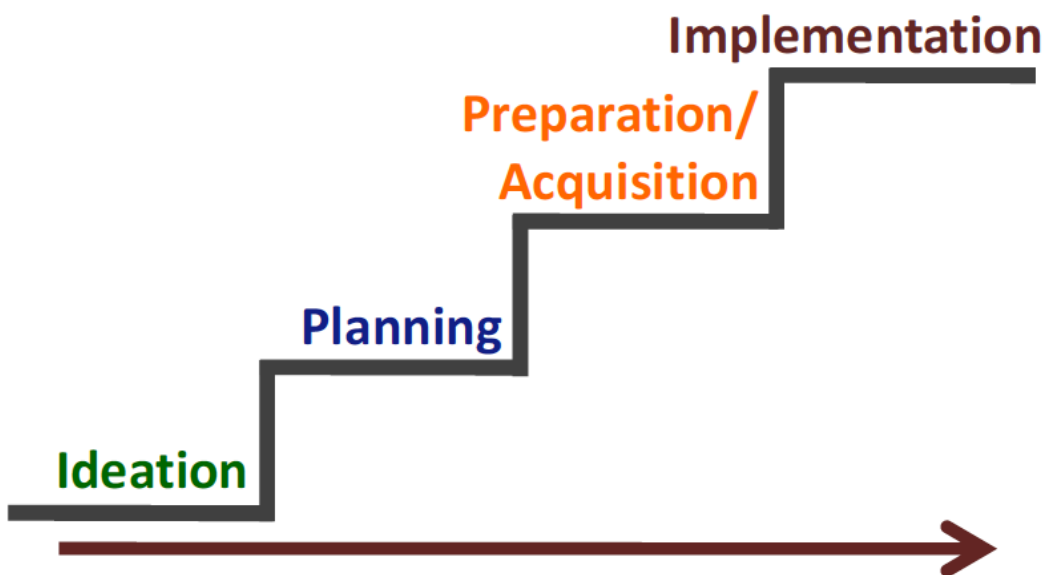 Implementation
Preparation/
Acquisition
Planning
Ideation